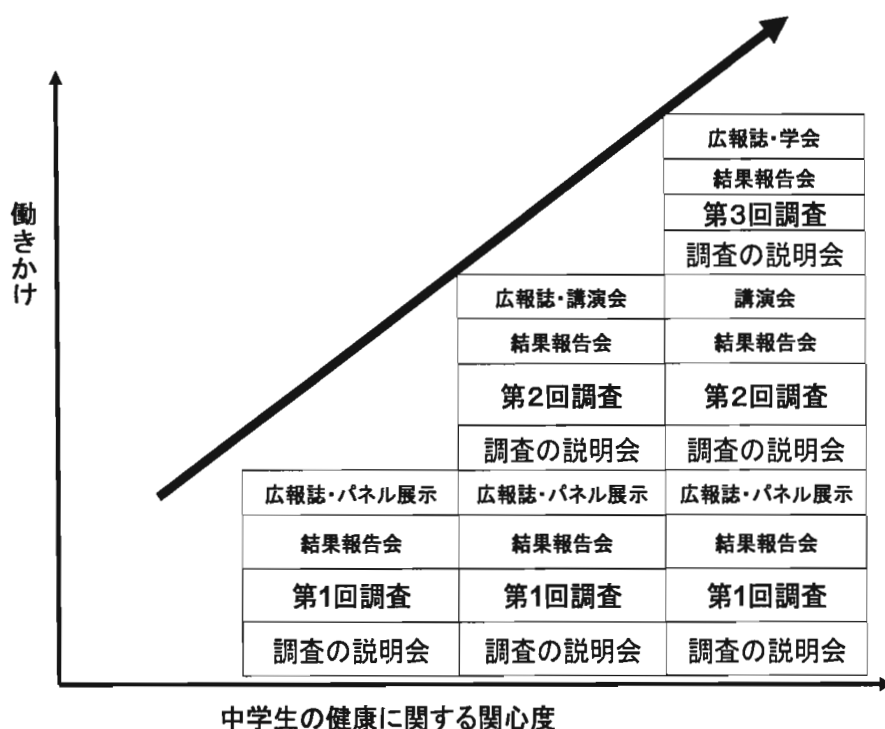 働きかけ
広報誌・学会
結果報告会
第3回調査
調査の説明会
広報誌・講演会 講演会
結果報告会 結果報告会
第2回調査 第2回調査
調査の説明会 調査の説明会
広報誌・パネル展示 広報誌・パネル展示 広報誌・パネル展示
結果報告会 結果報告会 結果報告会
第1回調査 第1回調査 第1回調査
調査の説明会 調査の説明会 調査の説明会
中学生の健康に関する関心度